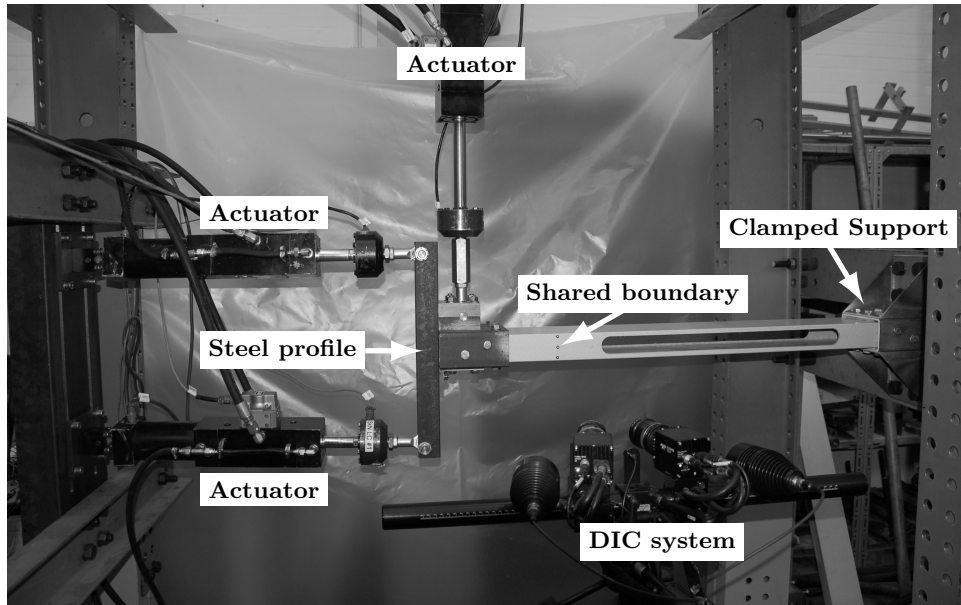 Actuator
Actuator
Clamped Support
Shared boundary
Steel profile
Actuator
DIC system